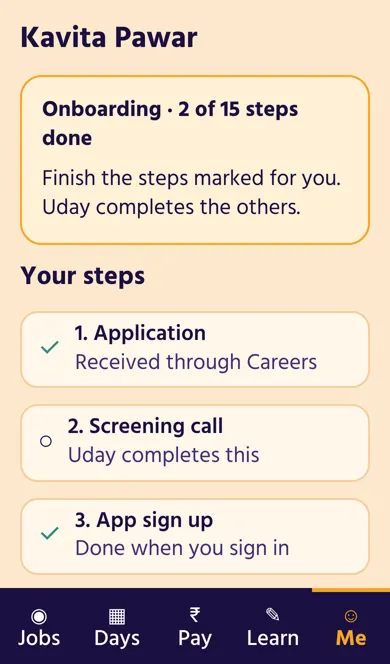 Kavita Pawar
Onboarding · 2 of 15 steps
done
Finish the steps marked for you.
Uday completes the others.
Your steps
1. Application
Received through Careers
2. Screening call
Uday completes this
3. App sign up
Done when you sign in
Jobs Days Pay Learn Me